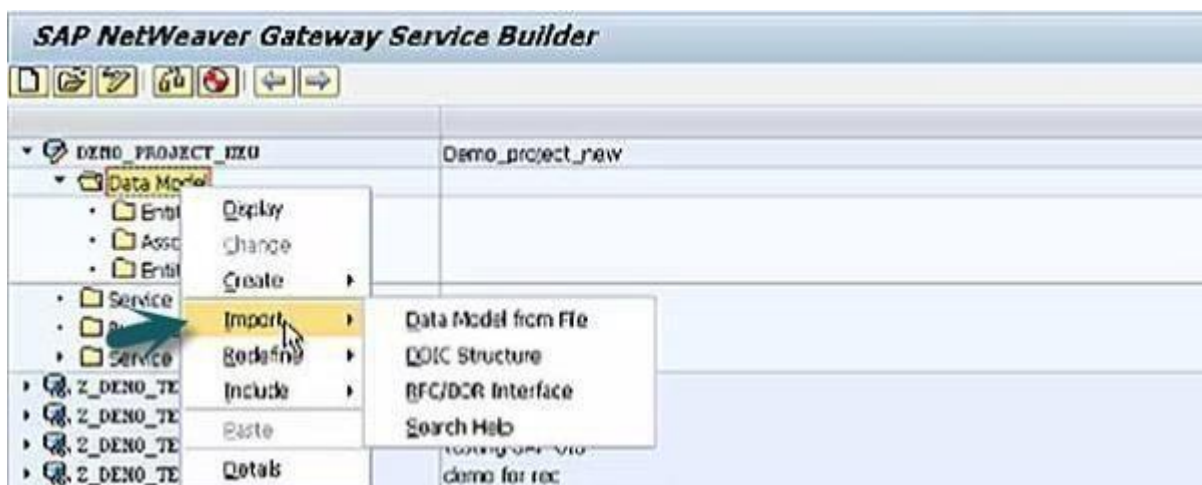 SAP NetWeaver Gateway Service Builder
Demo_project_new
Data Model
Display
Change
Create
Service
Import
Data Model from File
Redefine
DDIC Structure
Service
Include
RFC/BOR Interface
Paste
Search Help
Details
demo for rec